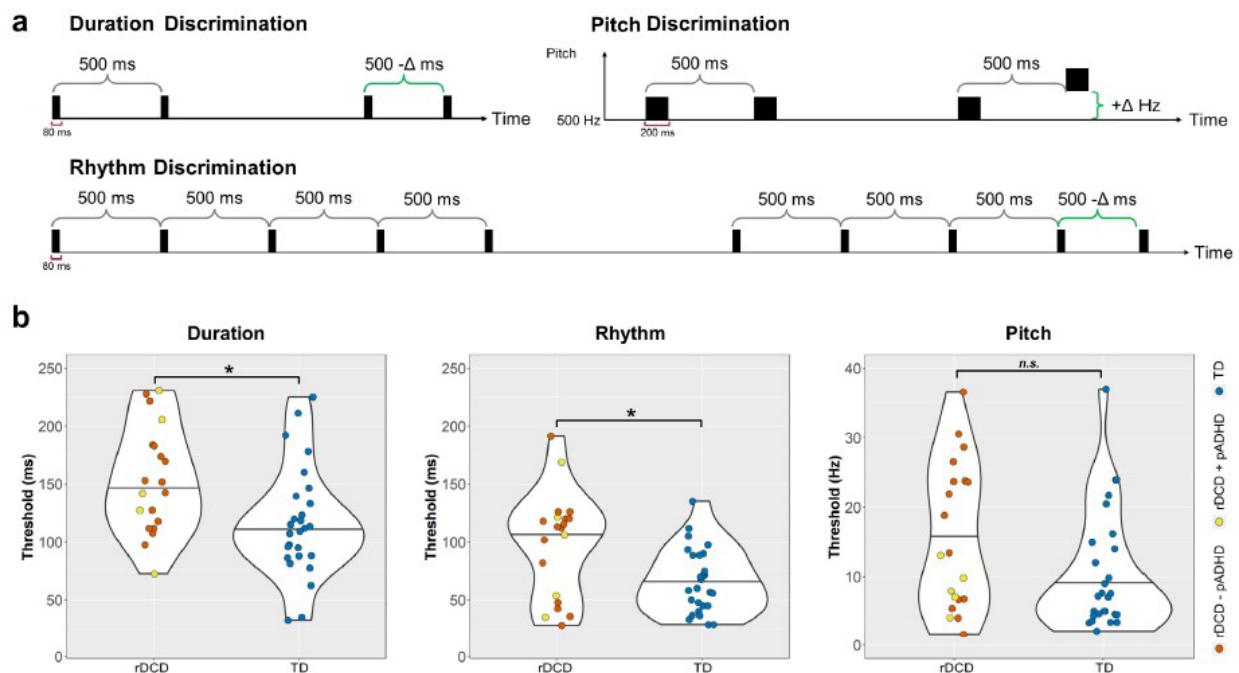 a
Duration Discrimination
500 ms
500 -Δ ms
Time
80 ms
Pitch Discrimination
Pitch
500 ms
500 ms
+Δ Hz
500 Hz
Time
200 ms
Rhythm Discrimination
500 ms 500 ms 500 ms 500 ms 500 ms 500 ms 500 ms 500 -Δ ms
Time
80 ms
b
Duration
Threshold (ms)
250
200
150
100
50
0
*
rDCD TD
Rhythm
Threshold (ms)
250
200
150
100
50
0
*
rDCD TD
Pitch
Threshold (Hz)
40
30
20
10
0
n.s.
rDCD TD
rDCD - pADHD
rDCD + pADHD
TD